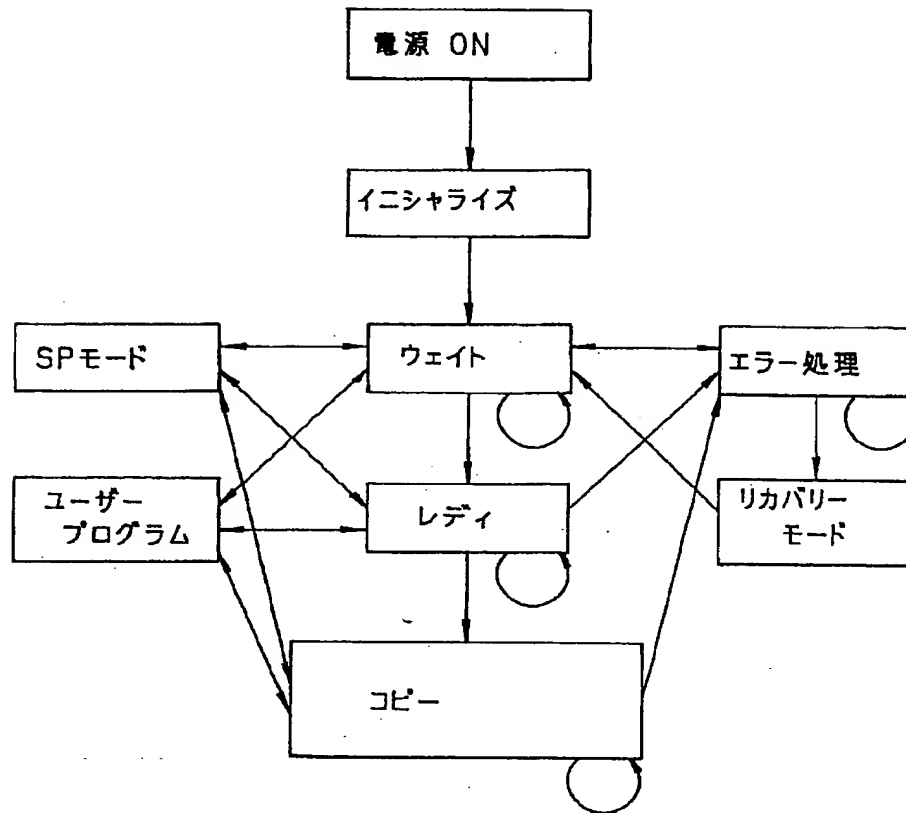 電源 ON
イニシャライズ
SPモード
ウェイト
エラー処理
ユーザー
プログラム
レディ
リカバリー
モード
コピー